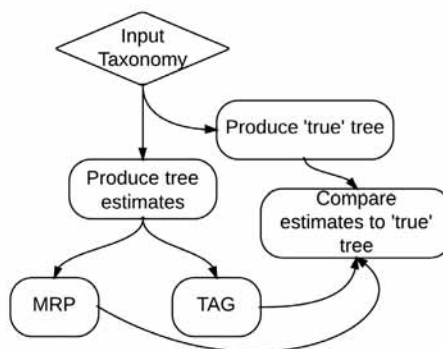 Input
Taxonomy
Produce 'true' tree
Produce tree
estimates
Compare
estimates to 'true'
tree
MRP
TAG